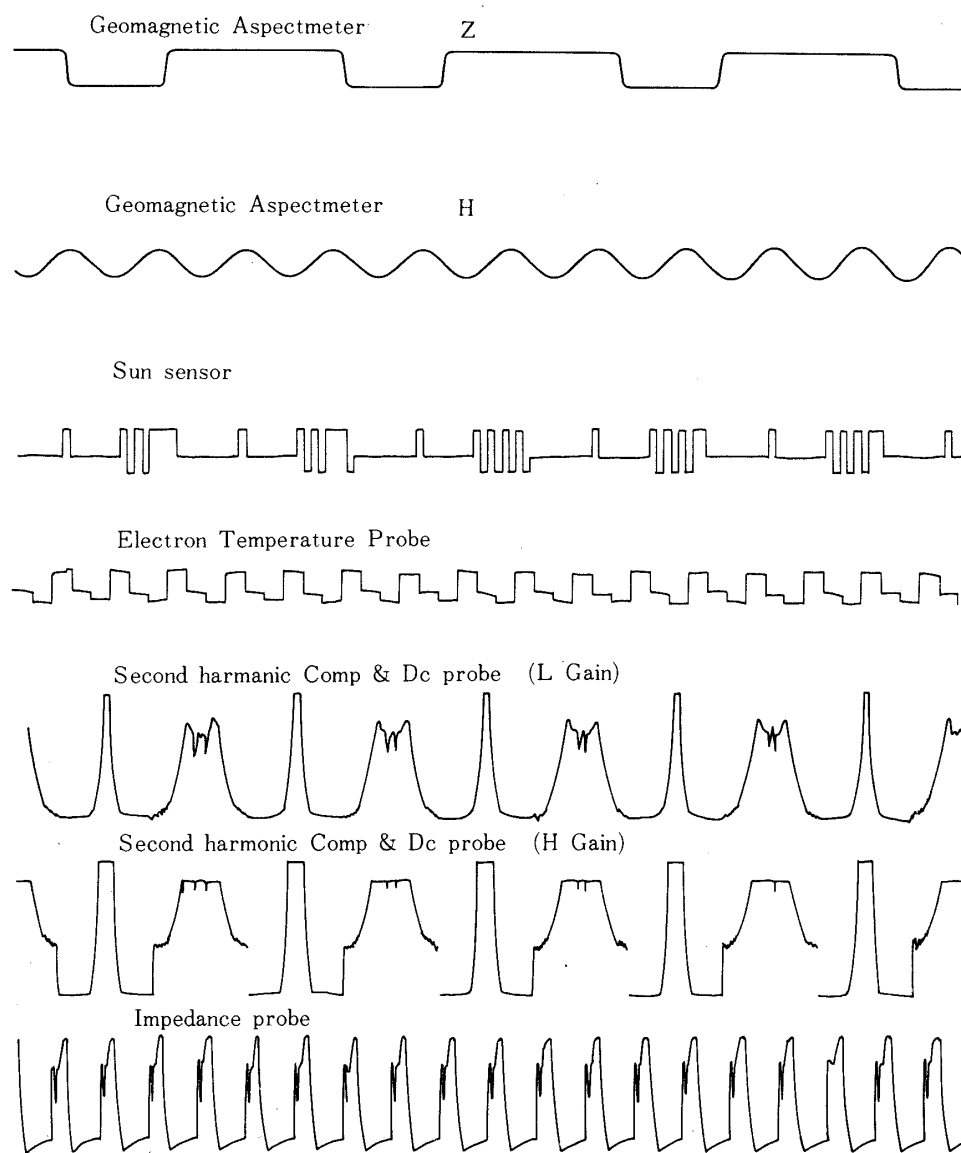 Geomagnetic Aspectmeter Z
Geomagnetic Aspectmeter H
Sun sensor
Electron Temperature Probe
Second harmanic Comp & Dc probe (L Gain)
Second harmonic Comp & Dc probe (H Gain)
Impedance probe